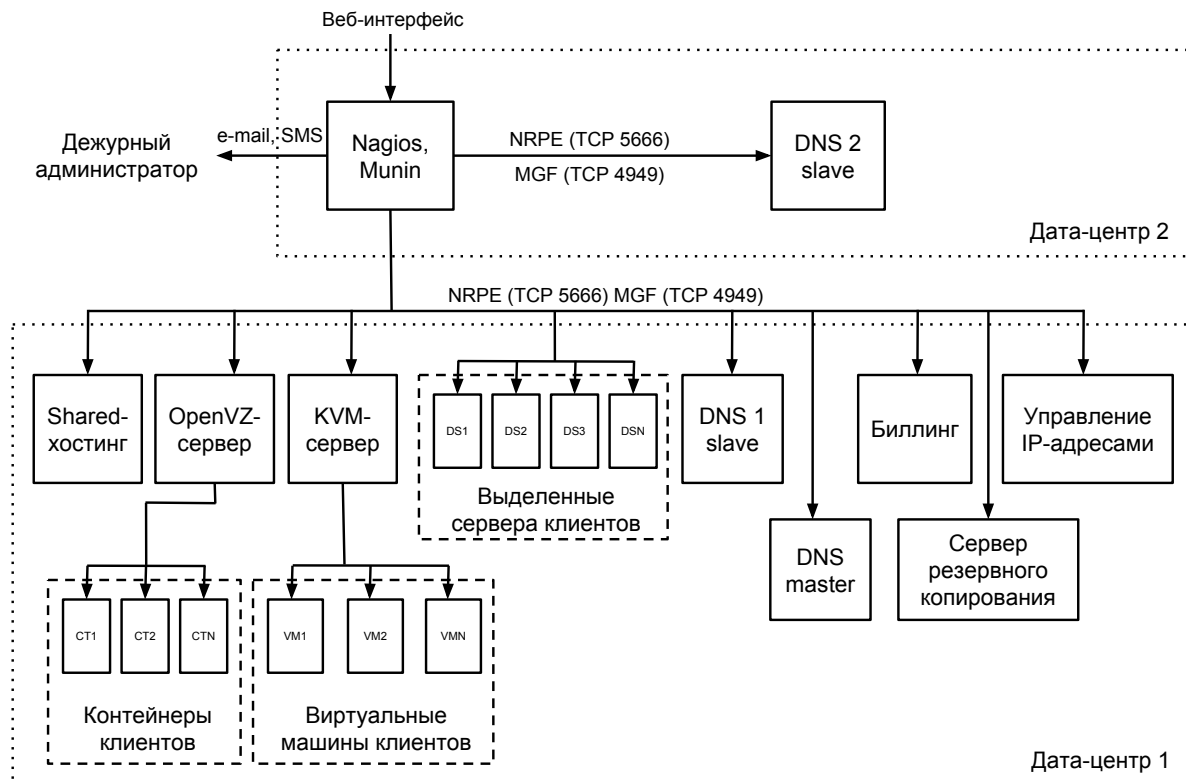 Веб-интерфейс
Дежурный
администратор
e-mail, SMS
Nagios,
Munin
NRPE (TCP 5666)
MGF (TCP 4949)
DNS 2
slave
Дата-центр 2
NRPE (TCP 5666) MGF (TCP 4949)
Shared-
хостинг
OpenVZ-
сервер
KVM-
сервер
DS1
DS2
DS3
DSN
Выделенные
сервера клиентов
DNS 1
slave
Биллинг
Управление
IP-адресами
DNS
master
Сервер
резервного
копирования
CT1
CT2
CTN
Контейнеры
клиентов
VM1
VM2
VMN
Виртуальные
машины клиентов
Дата-центр 1